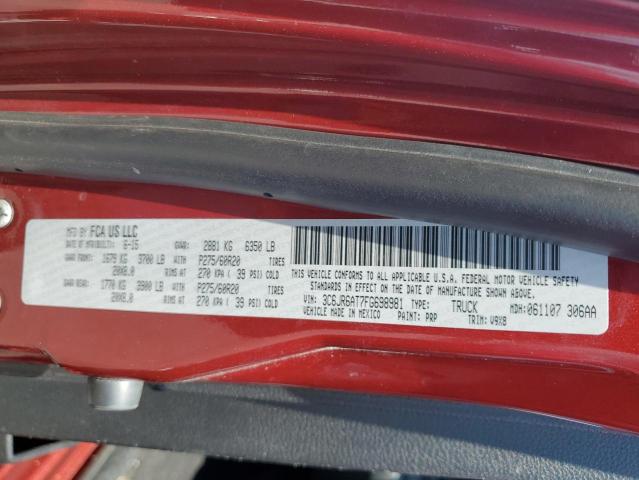 MFD BY FCA US LLC
DATE OF MFR(BUILT): 6-15 GVWR: 2881 KG 6350 LB
GAWR FRONT: 1679 KG 3700 LB WITH P275/60R20 TIRES
20X8.0 RIMS AT 270 KPA ( 39 PSI) COLD
GAWR REAR: 1770 KG 3900 LB WITH P275/60R20 TIRES
20X8.0 RIMS AT 270 KPA ( 39 PSI) COLD
THIS VEHICLE CONFORMS TO ALL APPLICABLE U.S.A. FEDERAL MOTOR VEHICLE SAFETY
STANDARDS IN EFFECT ON THE DATE OF MANUFACTURE SHOWN ABOVE.
VIN: 3C6JR6AT7FG698981 TYPE: TRUCK MDH: 061107 306AA
VEHICLE MADE IN MEXICO PAINT: PRP TRIM: V9X8